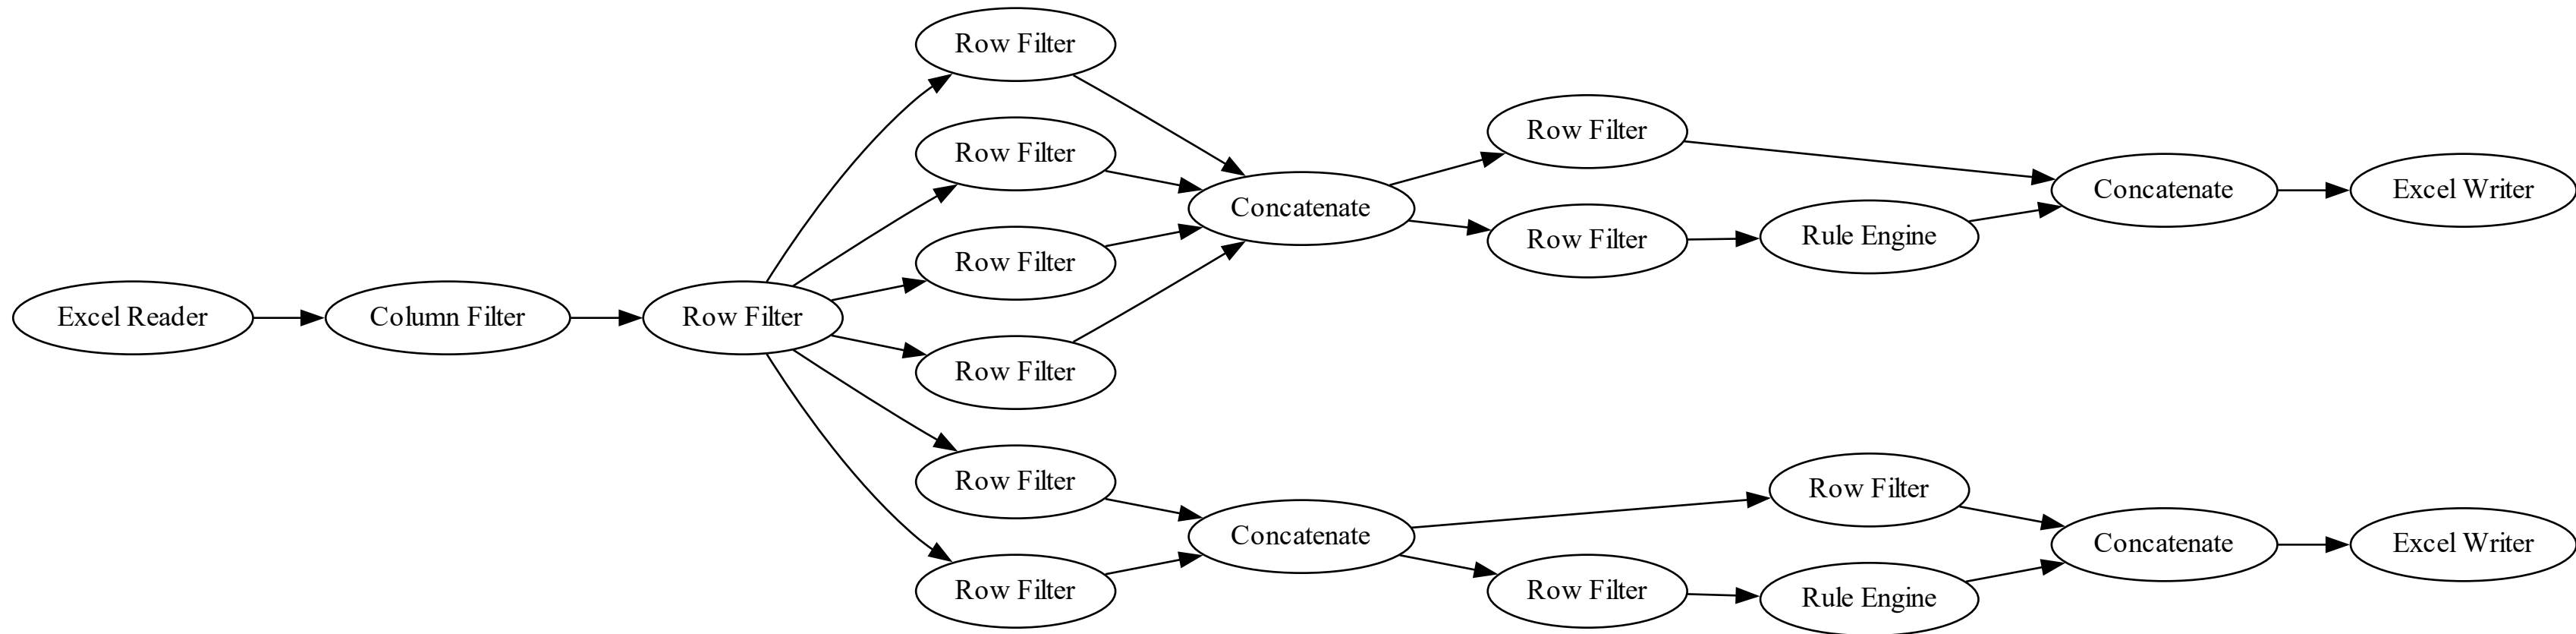 Excel Reader
Column Filter
Row Filter
Row Filter
Row Filter
Row Filter
Row Filter
Row Filter
Row Filter
Concatenate
Concatenate
Row Filter
Row Filter
Row Filter
Row Filter
Rule Engine
Rule Engine
Concatenate
Concatenate
Excel Writer
Excel Writer